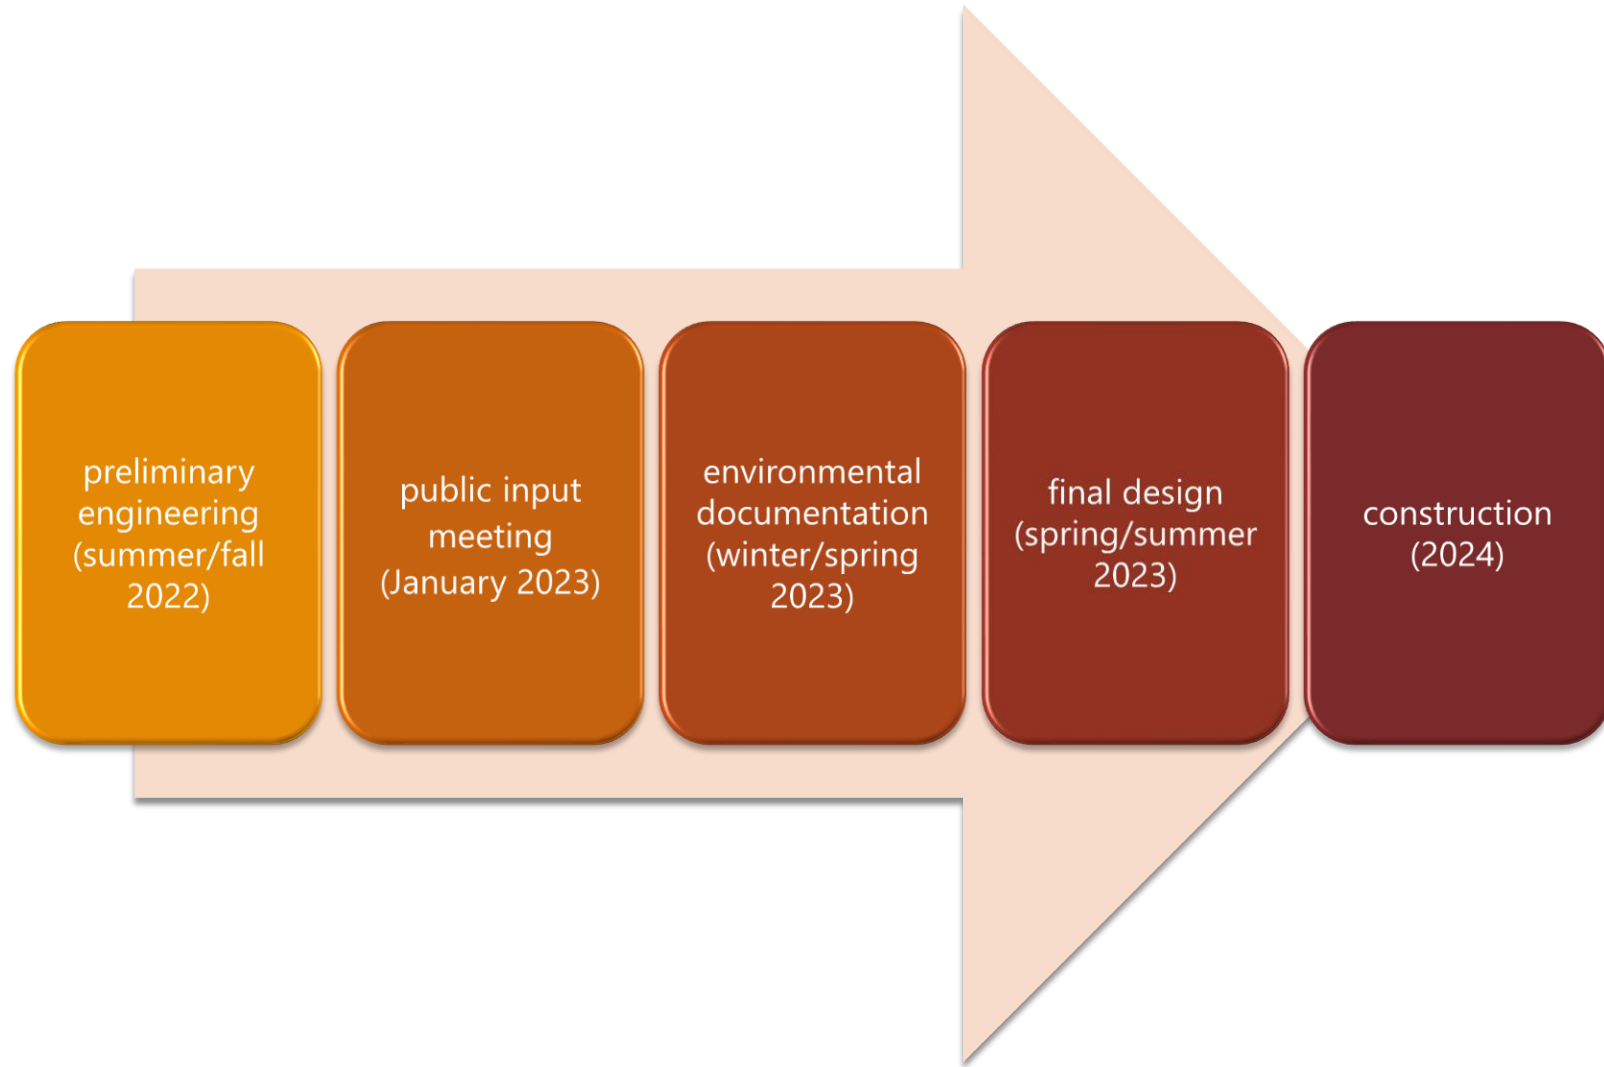 preliminary
engineering
(summer/fall
2022)
public input
meeting
(January 2023)
environmental
documentation
(winter/spring
2023)
final design
(spring/summer
2023)
construction
(2024)